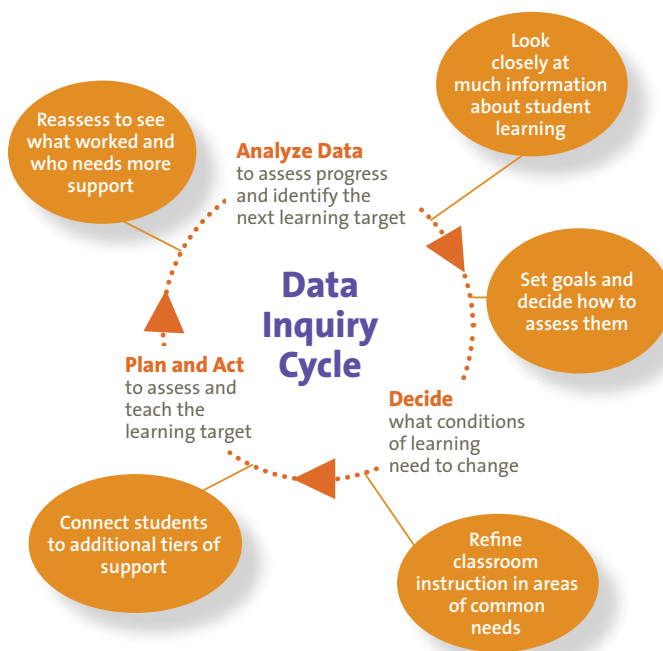 Look
closely at
much information
about student
learning
Reassess to see
what worked and
who needs more
support
Analyze Data
to assess progress
and identify the
next learning target
Set goals and
decide how to
assess them
Data
Inquiry
Cycle
Plan and Act
to assess and
teach the
learning target
Decide
what conditions
of learning
need to change
Connect students
to additional tiers of
support
Refine
classroom
instruction in areas
of common
needs